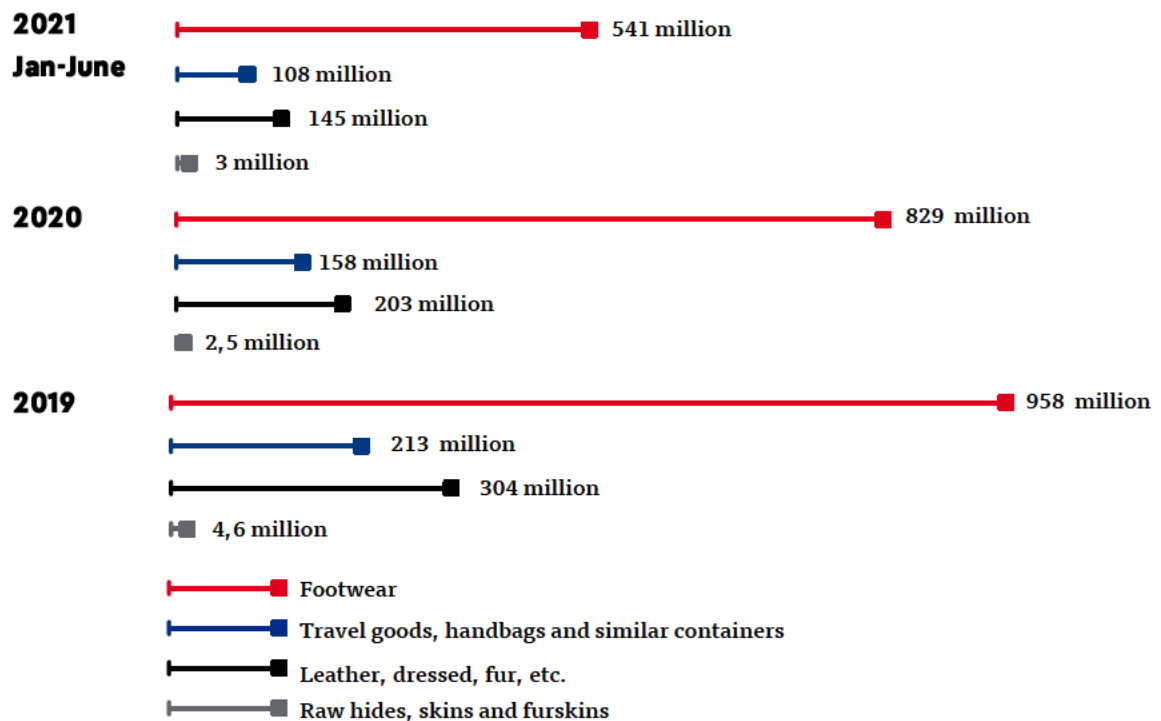 2021
Jan-June
541 million
108 million
145 million
3 million
2020
829 million
158 million
203 million
2,5 million
2019
958 million
213 million
304 million
4,6 million
Footwear
Travel goods, handbags and similar containers
Leather, dressed, fur, etc.
Raw hides, skins and furskins